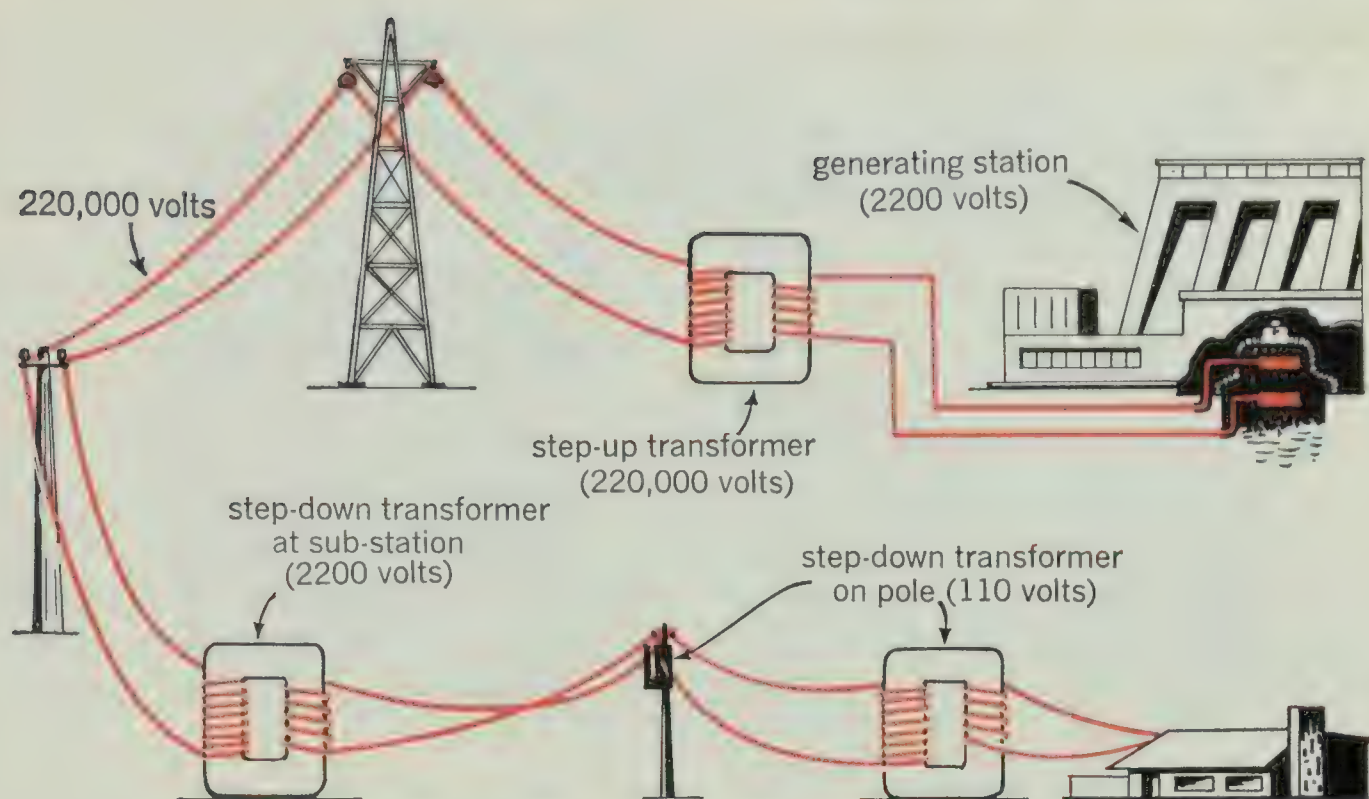 220,000 volts
generating station
(2200 volts)
step-up transformer
(220,000 volts)
step-down transformer
at sub-station
(2200 volts)
step-down transformer
on pole (110 volts)